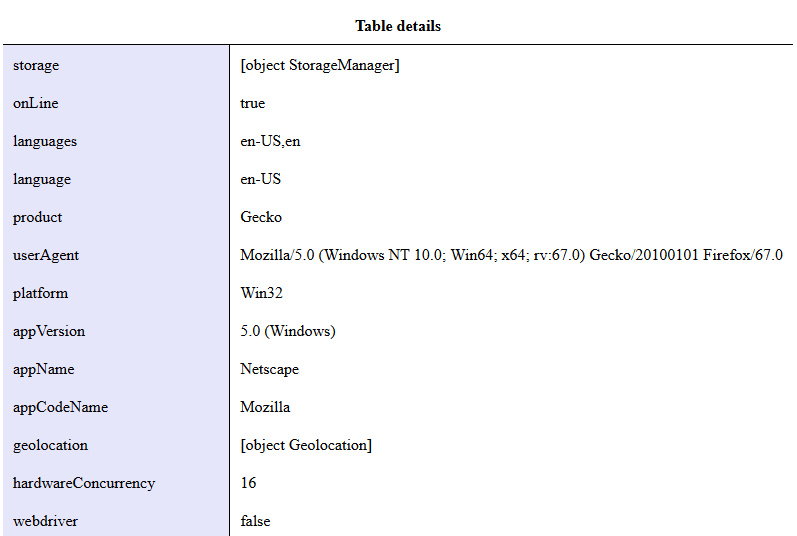 Table details
storage [object StorageManager]
onLine true
languages en-US,en
language en-US
product Gecko
userAgent Mozilla/5.0 (Windows NT 10.0; Win64; x64; rv:67.0) Gecko/20100101 Firefox/67.0
platform Win32
appVersion 5.0 (Windows)
appName Netscape
appCodeName Mozilla
geolocation [object Geolocation]
hardwareConcurrency 16
webdriver false